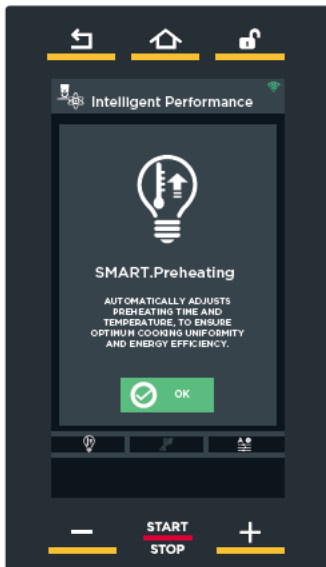 Intelligent Performance
SMART.Preheating
AUTOMATICALLY ADJUSTS
PREHEATING TIME AND
TEMPERATURE, TO ENSURE
OPTIMUM COOKING UNIFORMITY
AND ENERGY EFFICIENCY.
OK
START
STOP